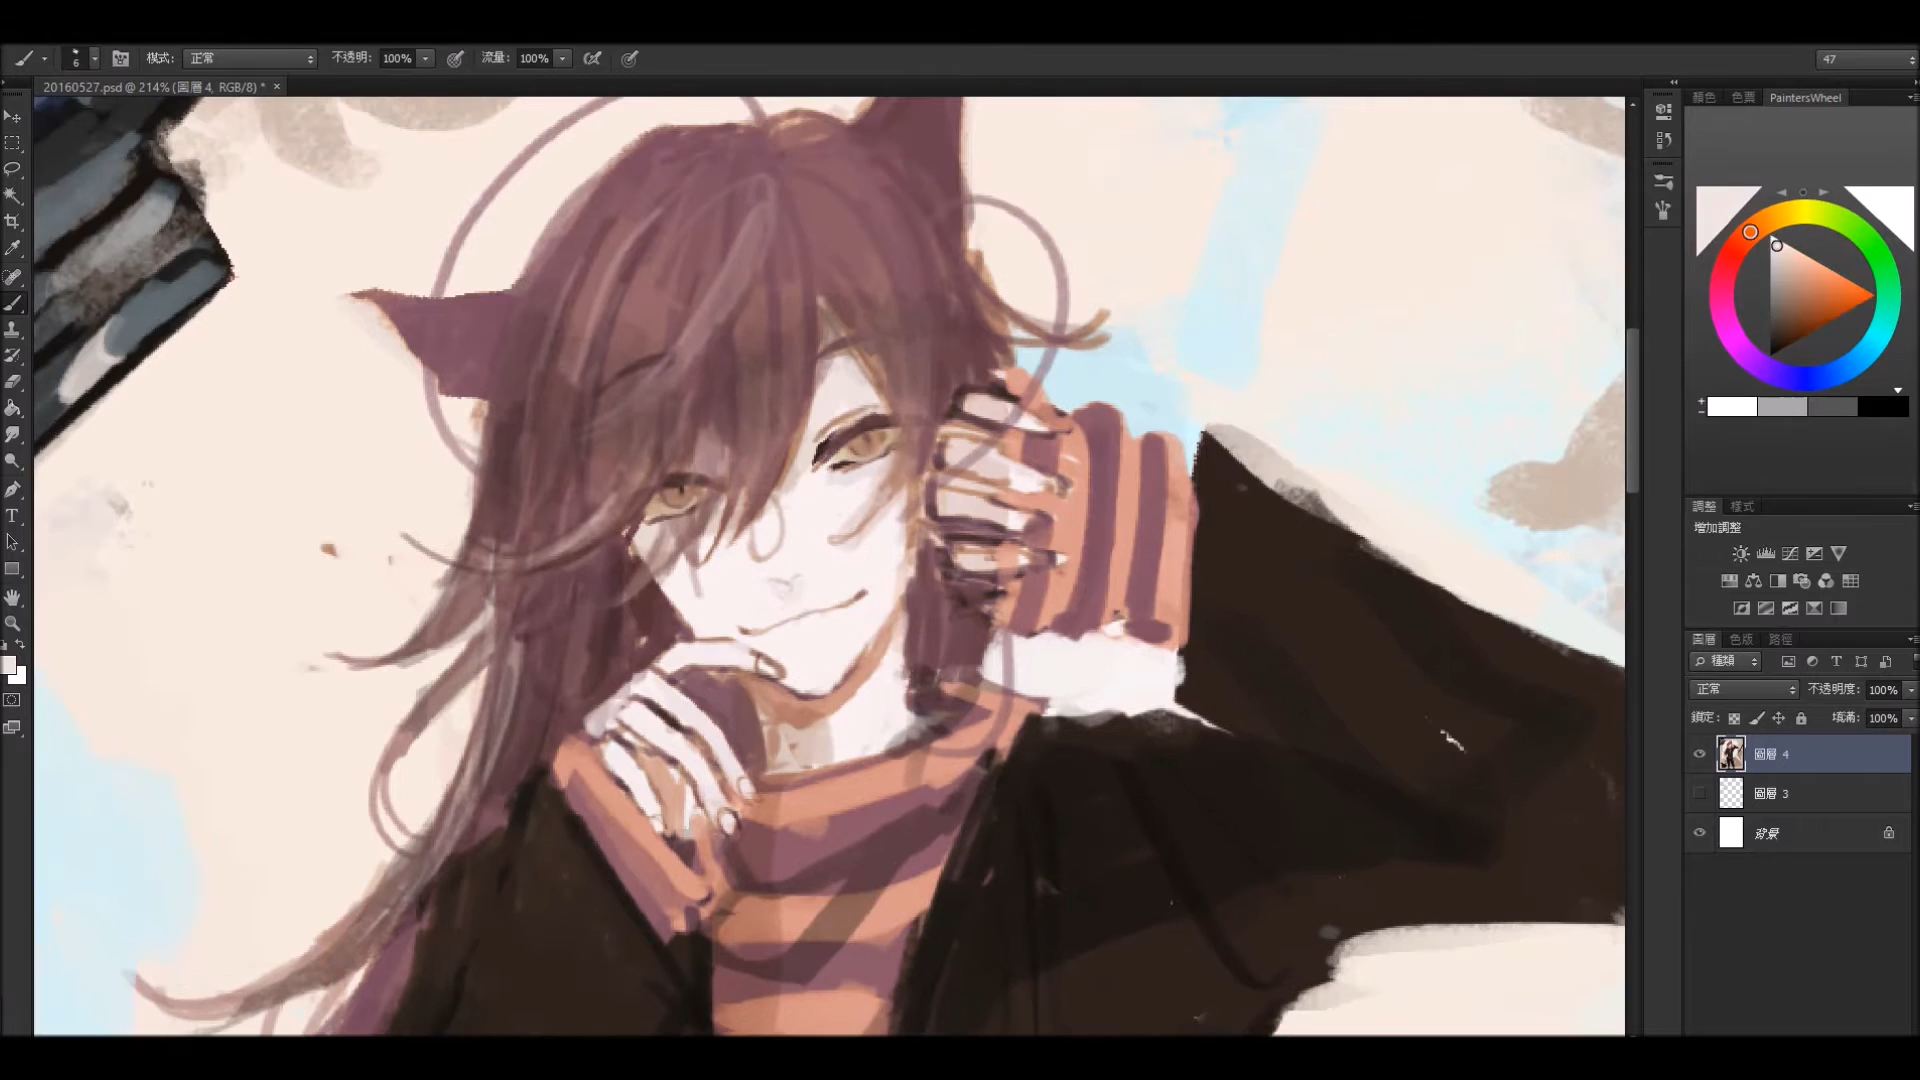 6 模式: 正常 不透明: 100% 流量: 100% 47
20160527.psd @ 214% (圖層 4, RGB/8) * ×
顏色 色票 PaintersWheel
調整 樣式
增加調整
圖層 色版 路徑
種類
正常 不透明度: 100%
鎖定: 填滿: 100%
圖層 4
圖層 3
背景